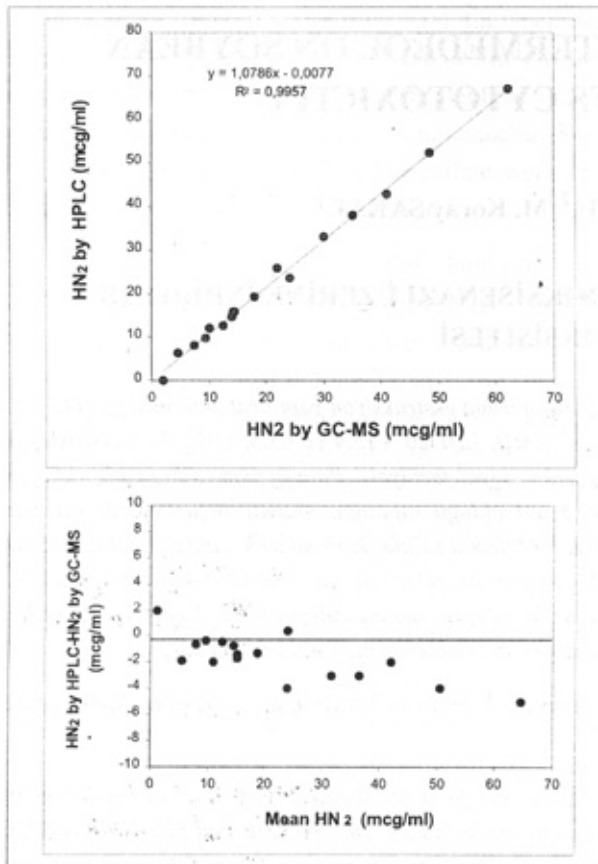 80
70
60
50
40
30
20
10
0
HN2 by HPLC (mcg/ml)
y = 1,0786x - 0,0077
R² = 0,9957
0 10 20 30 40 50 60 70
HN2 by GC-MS (mcg/ml)
10
8
6
4
2
0
-2
-4
-6
-8
-10
HN2 by HPLC-HN2 by GC-MS
(mcg/ml)
0 10 20 30 40 50 60 70
Mean HN 2 (mcg/ml)